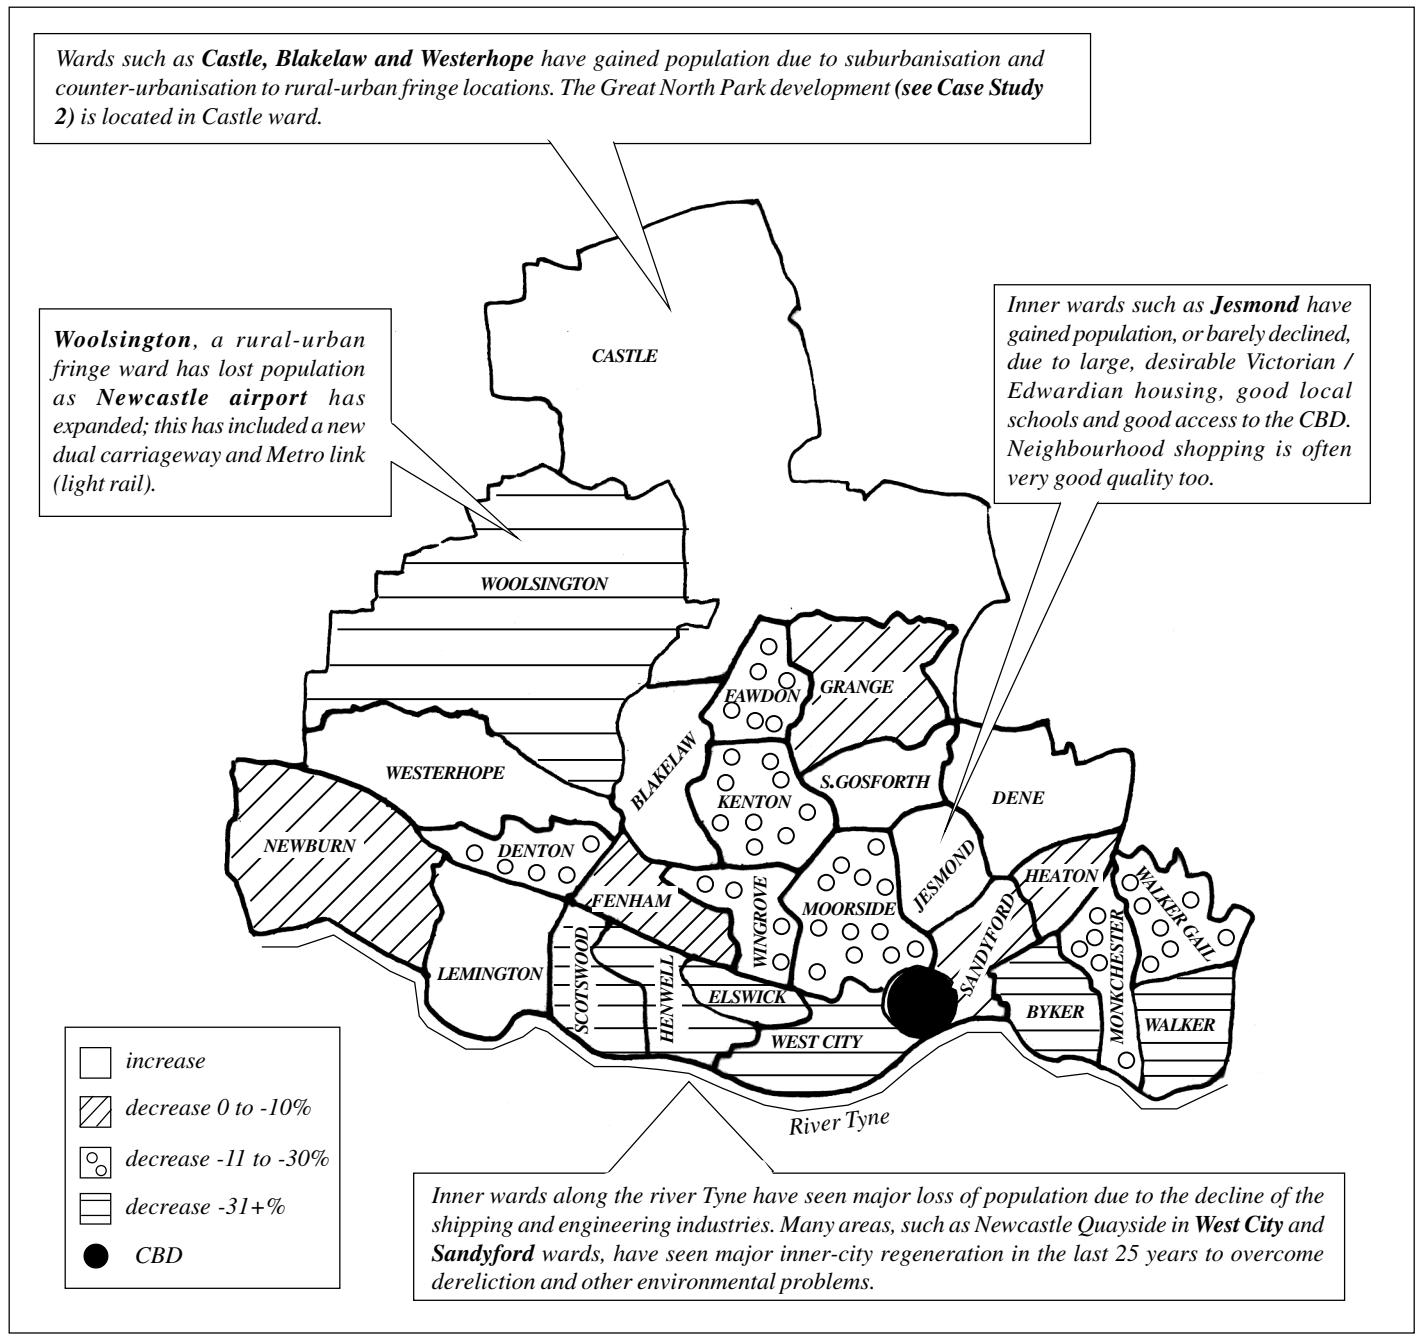 Wards such as Castle, Blakelaw and Westerhope have gained population due to suburbanisation and
counter-urbanisation to rural-urban fringe locations. The Great North Park development (see Case Study
2) is located in Castle ward.
Inner wards such as Jesmond have
gained population, or barely declined,
due to large, desirable Victorian /
Edwardian housing, good local
schools and good access to the CBD.
Neighbourhood shopping is often
very good quality too.
Woolsington, a rural-urban
fringe ward has lost population
as Newcastle airport has
expanded; this has included a new
dual carriageway and Metro link
(light rail).
CASTLE
WOOLSINGTON
FAWDON
GRANGE
WESTERHOPE
BLAKELAW
KENTON
S.GOSFORTH
DENE
NEWBURN
DENTON
FENHAM
WINGROVE
MOORSIDE
JESMOND
HEATON
WALKER GAIL
LEMINGTON
SCOTSWOOD
HENWELL
ELSWICK
SANDYFORD
MONKCHESTER
BYKER
WALKER
WEST CITY
River Tyne
increase
decrease 0 to -10%
decrease -11 to -30%
decrease -31+%
CBD
Inner wards along the river Tyne have seen major loss of population due to the decline of the
shipping and engineering industries. Many areas, such as Newcastle Quayside in West City and
Sandyford wards, have seen major inner-city regeneration in the last 25 years to overcome
dereliction and other environmental problems.